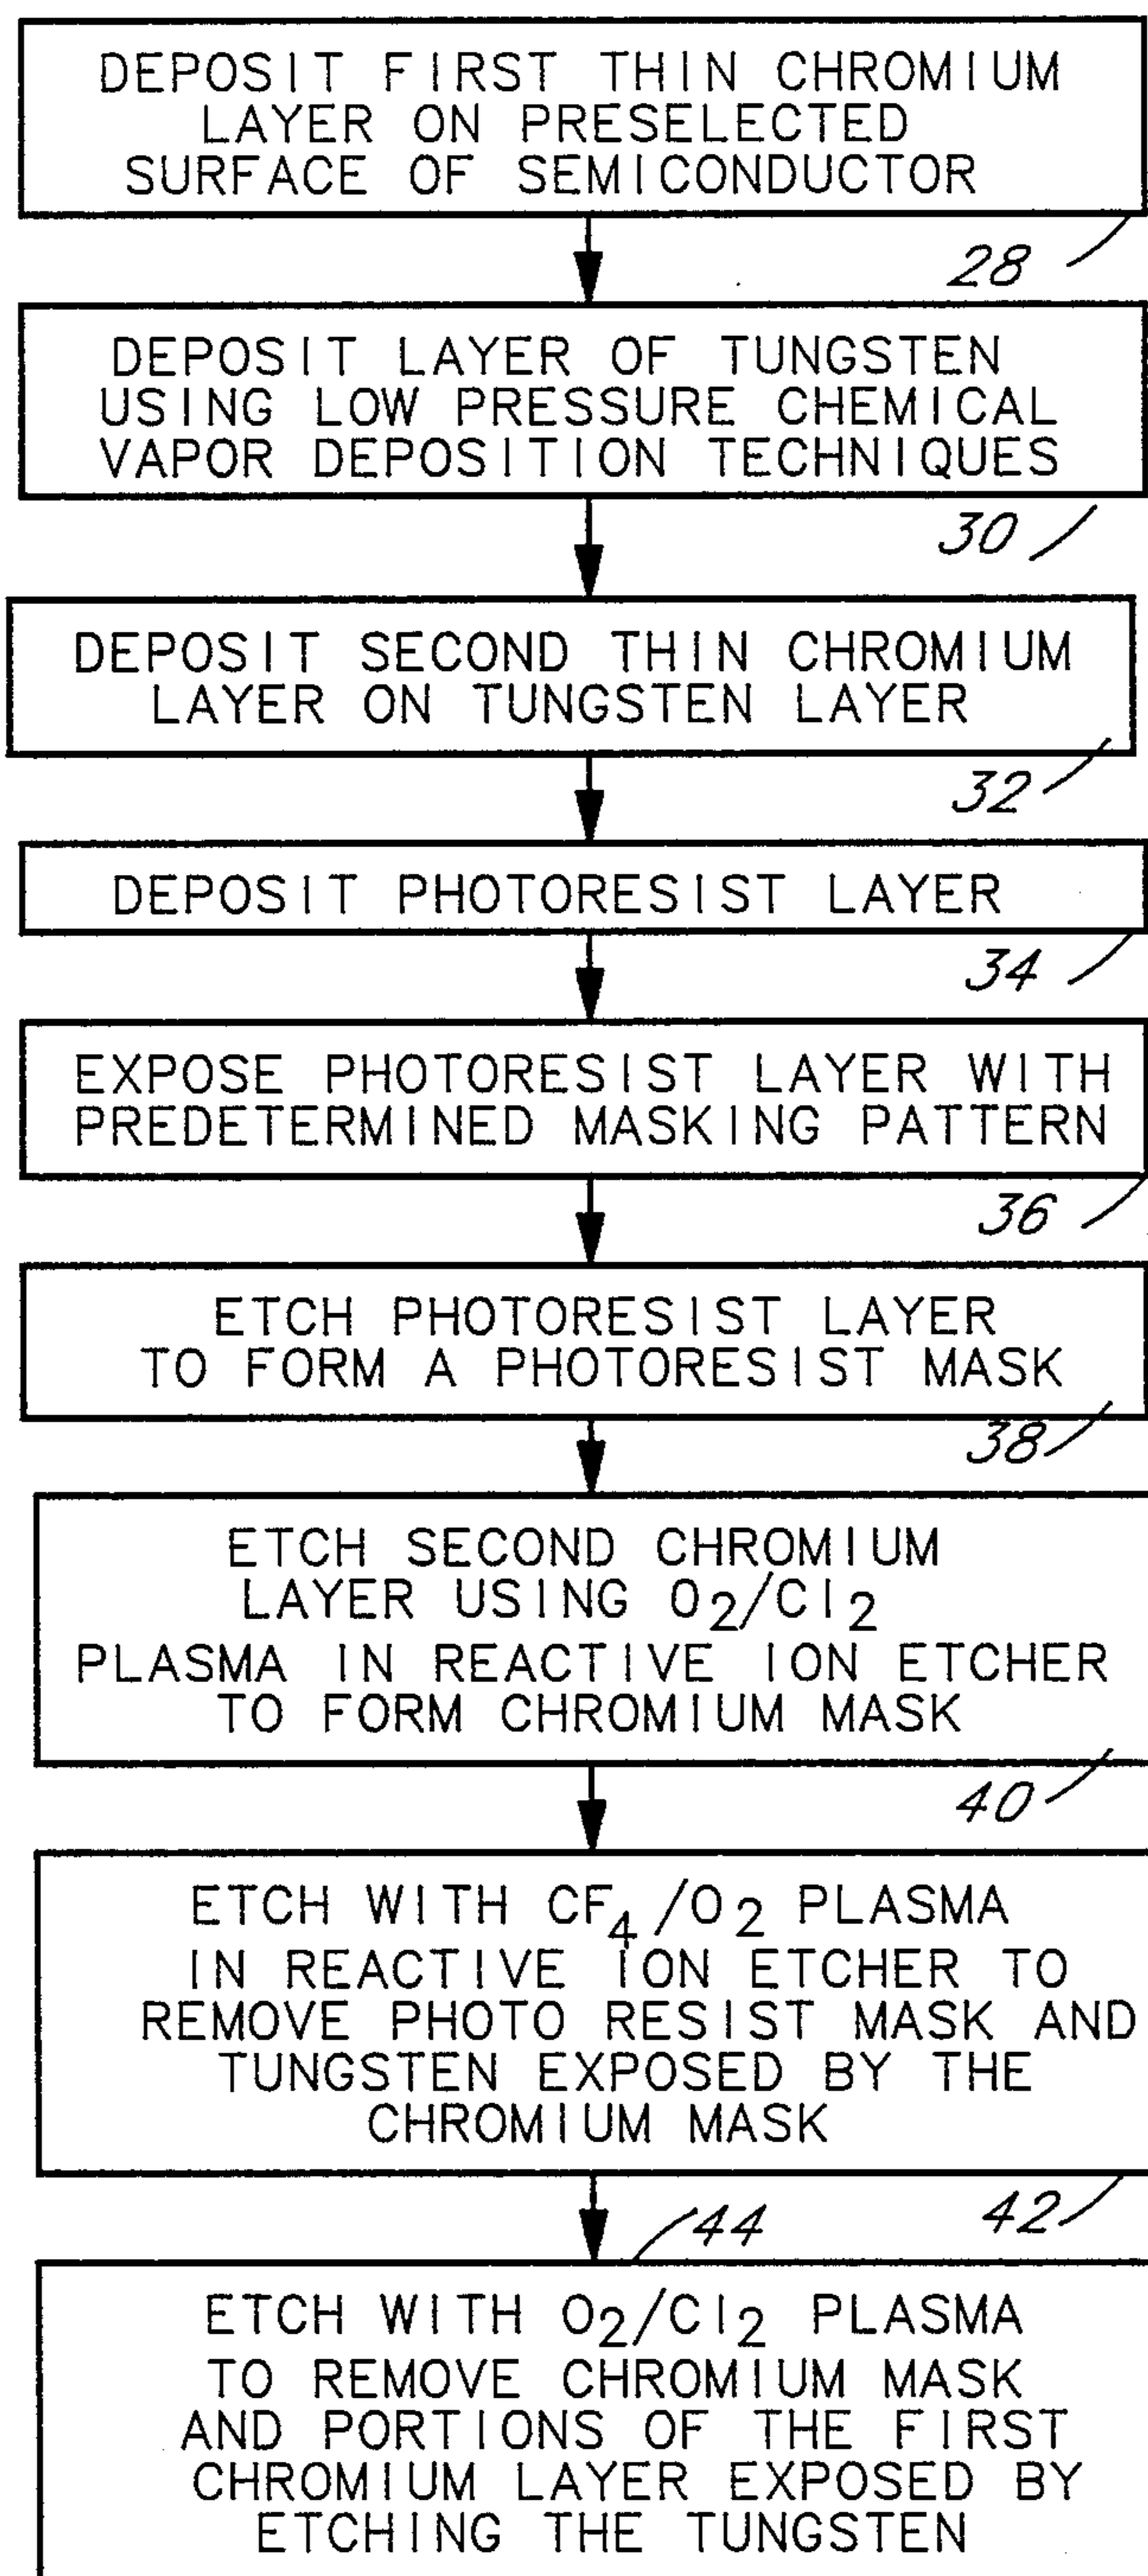 DEPOSIT FIRST THIN CHROMIUM
LAYER ON PRESELECTED
SURFACE OF SEMICONDUCTOR
28
DEPOSIT LAYER OF TUNGSTEN
USING LOW PRESSURE CHEMICAL
VAPOR DEPOSITION TECHNIQUES
30
DEPOSIT SECOND THIN CHROMIUM
LAYER ON TUNGSTEN LAYER
32
DEPOSIT PHOTORESIST LAYER
34
EXPOSE PHOTORESIST LAYER WITH
PREDETERMINED MASKING PATTERN
36
ETCH PHOTORESIST LAYER
TO FORM A PHOTORESIST MASK
38
ETCH SECOND CHROMIUM
LAYER USING O₂/Cl₂
PLASMA IN REACTIVE ION ETCHER
TO FORM CHROMIUM MASK
40
ETCH WITH CF₄/O₂ PLASMA
IN REACTIVE ION ETCHER TO
REMOVE PHOTO RESIST MASK AND
TUNGSTEN EXPOSED BY THE
CHROMIUM MASK
42
44
ETCH WITH O₂/Cl₂ PLASMA
TO REMOVE CHROMIUM MASK
AND PORTIONS OF THE FIRST
CHROMIUM LAYER EXPOSED BY
ETCHING THE TUNGSTEN